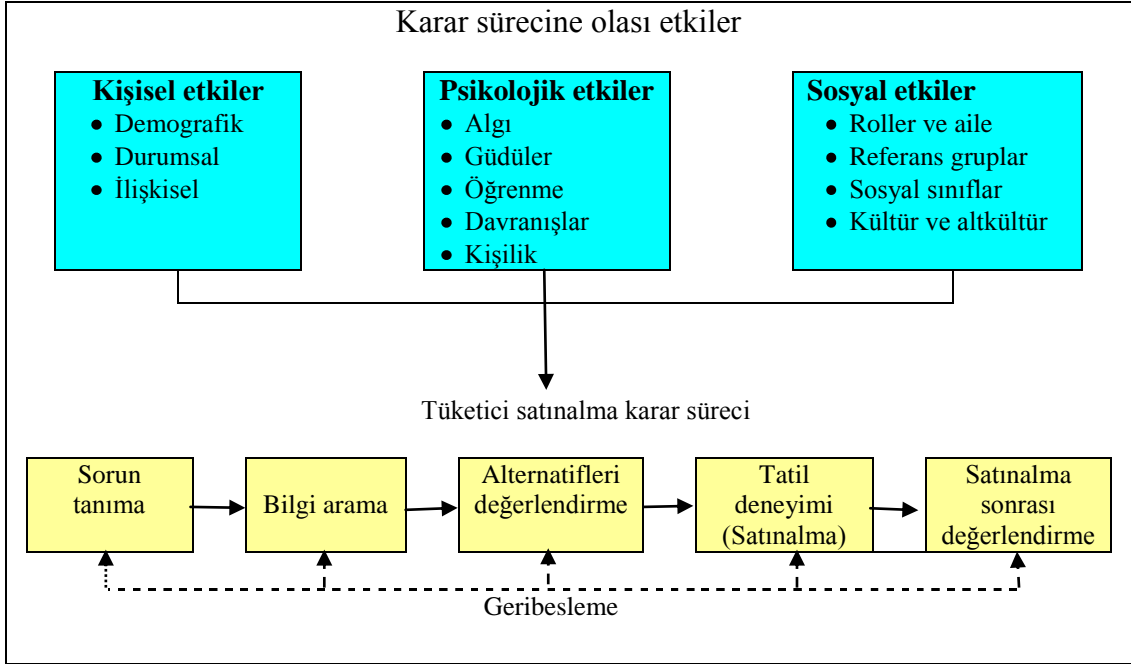 Karar sürecine olası etkiler
Kişisel etkiler
• Demografik
• Durumsal
• İlişkisel
Psikolojik etkiler
• Algı
• Güdüler
• Öğrenme
• Davranışlar
• Kişilik
Sosyal etkiler
• Roller ve aile
• Referans gruplar
• Sosyal sınıflar
• Kültür ve altkültür
Tüketici satınalma karar süreci
Sorun
tanıma
Bilgi arama
Alternatifleri
değerlendirme
Tatil
deneyimi
(Satınalma)
Satınalma
sonrası
değerlendirme
Geribesleme